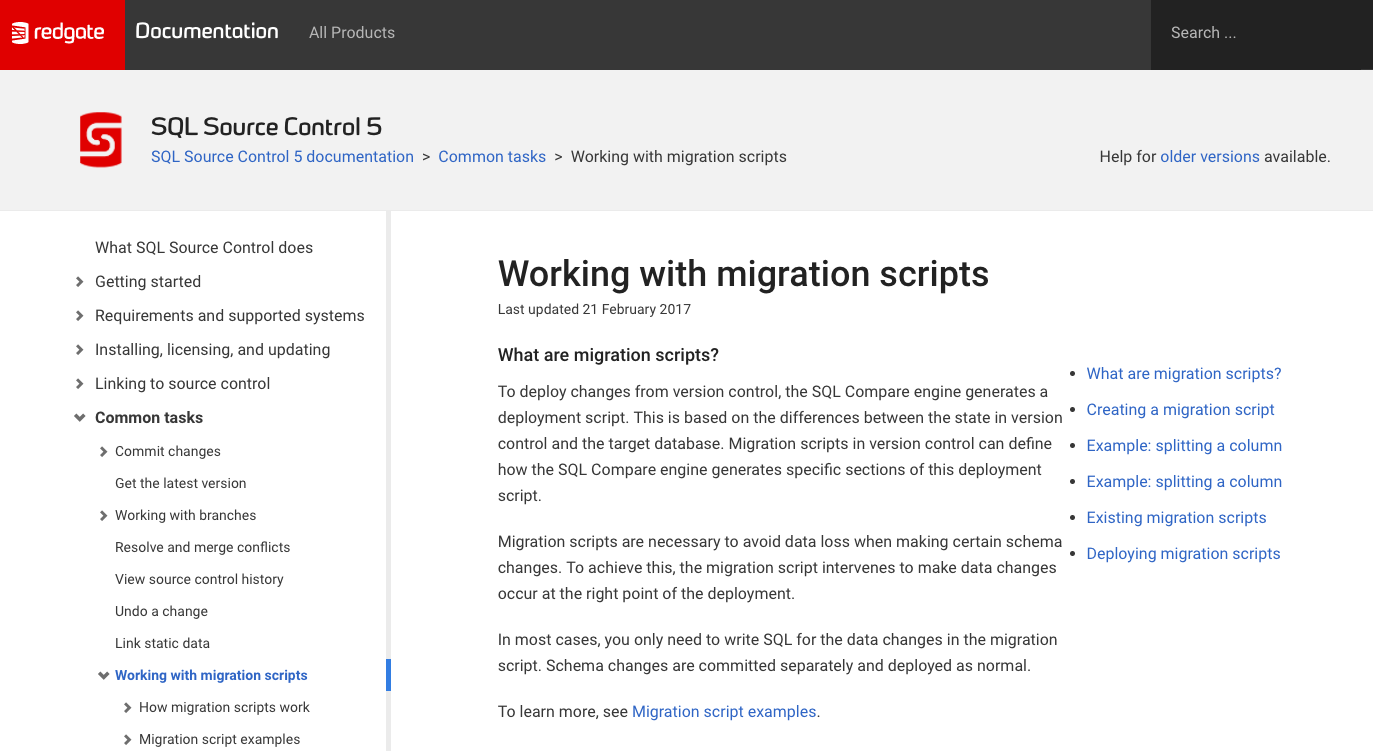 redgate
Documentation
All Products
Search ...
SQL Source Control 5
SQL Source Control 5 documentation > Common tasks > Working with migration scripts
Help for older versions available.
What SQL Source Control does
Getting started
Requirements and supported systems
Installing, licensing, and updating
Linking to source control
Common tasks
Commit changes
Get the latest version
Working with branches
Resolve and merge conflicts
View source control history
Undo a change
Link static data
Working with migration scripts
How migration scripts work
Migration script examples
Working with migration scripts
Last updated 21 February 2017
What are migration scripts?
To deploy changes from version control, the SQL Compare engine generates a
deployment script. This is based on the differences between the state in version
control and the target database. Migration scripts in version control can define
how the SQL Compare engine generates specific sections of this deployment
script.
Migration scripts are necessary to avoid data loss when making certain schema
changes. To achieve this, the migration script intervenes to make data changes
occur at the right point of the deployment.
In most cases, you only need to write SQL for the data changes in the migration
script. Schema changes are committed separately and deployed as normal.
To learn more, see Migration script examples.
What are migration scripts?
Creating a migration script
Example: splitting a column
Example: splitting a column
Existing migration scripts
Deploying migration scripts